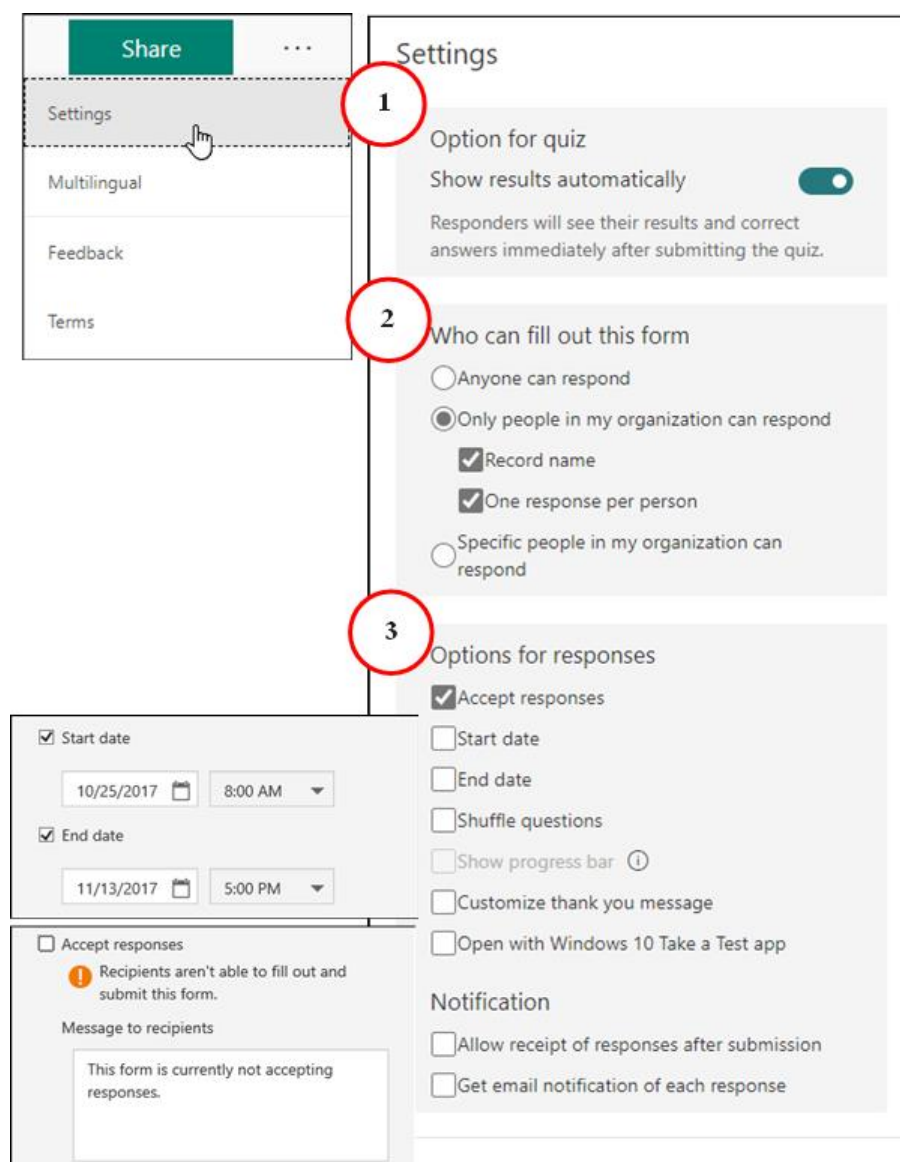 Share ...
Settings
Multilingual
Feedback
Terms
Settings
1
Option for quiz
Show results automatically
Responders will see their results and correct
answers immediately after submitting the quiz.
2
Who can fill out this form
Anyone can respond
Only people in my organization can respond
Record name
One response per person
Specific people in my organization can
respond
3
Options for responses
Accept responses
Start date
End date
Shuffle questions
Show progress bar
Customize thank you message
Open with Windows 10 Take a Test app
Notification
Allow receipt of responses after submission
Get email notification of each response
Start date
10/25/2017 8:00 AM
End date
11/13/2017 5:00 PM
Accept responses
Recipients aren't able to fill out and
submit this form.
Message to recipients
This form is currently not accepting
responses.